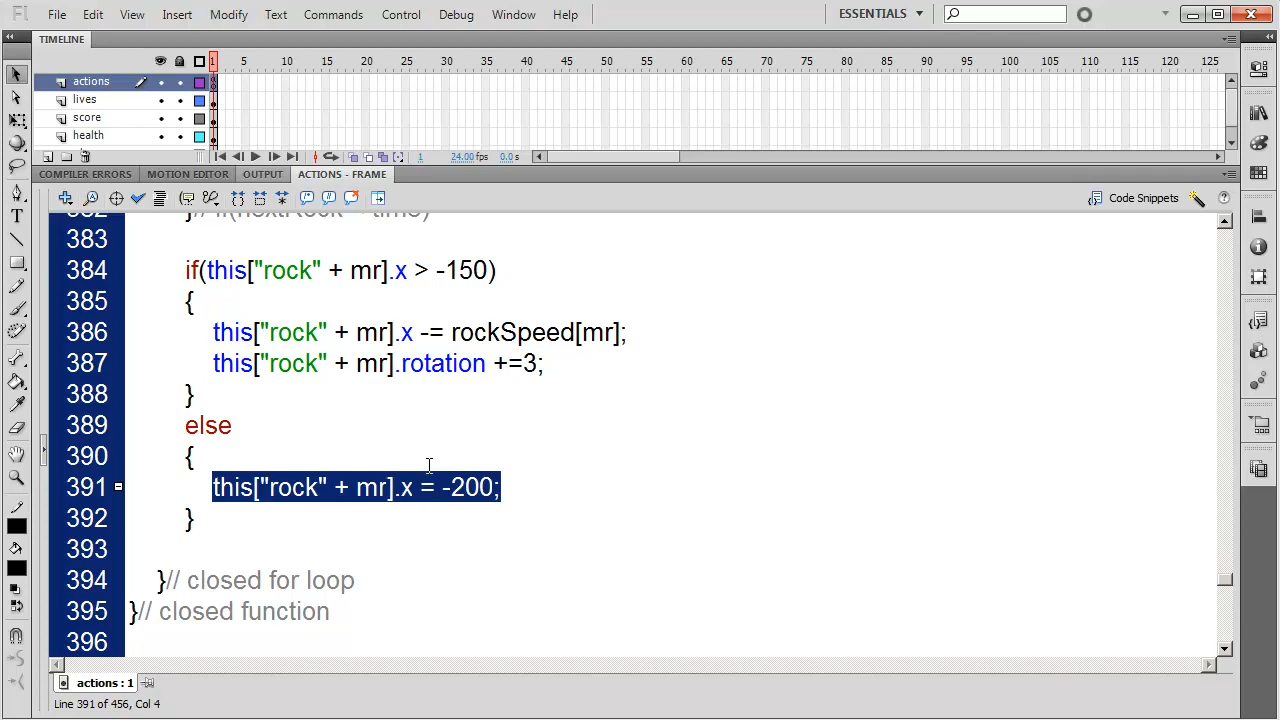 Fl File Edit View Insert Modify Text Commands Control Debug Window Help ESSENTIALS
TIMELINE
1 5 10 15 20 25 30 35 40 45 50 55 60 65 70 75 80 85 90 95 100 105 110 115 120 125
actions
lives
score
health
1 24.00 fps 0.0 s
COMPILER ERRORS MOTION EDITOR OUTPUT ACTIONS - FRAME
Code Snippets
383
384 if(this["rock" + mr].x > -150)
385 {
386 this["rock" + mr].x -= rockSpeed[mr];
387 this["rock" + mr].rotation +=3;
388 }
389 else
390 {
391 this["rock" + mr].x = -200;
392 }
393
394 }// closed for loop
395 }// closed function
396
actions : 1
Line 391 of 456, Col 4